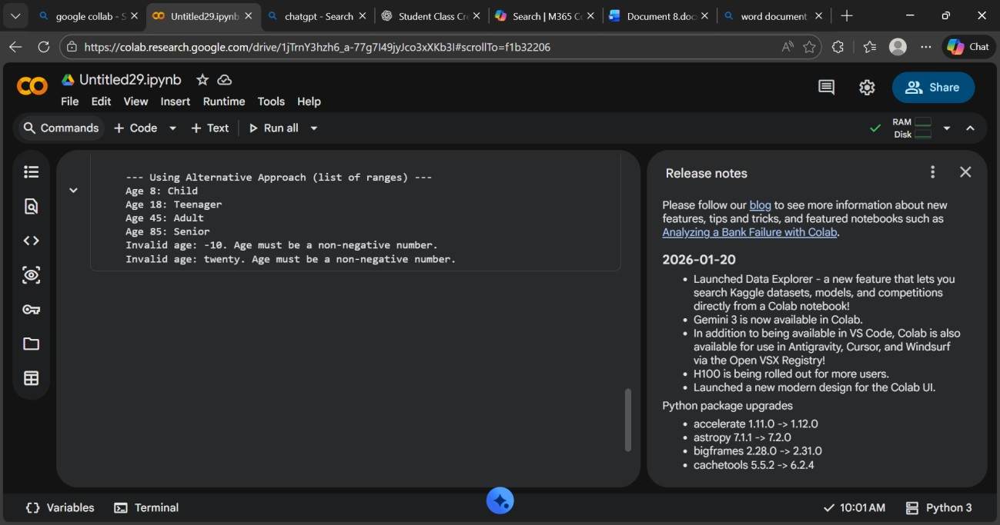 google collab - S
Untitled29.ipynb
chatgpt - Search
Student Class Cre
Search | M365 Co
Document 8.doc
word document
https://colab.research.google.com/drive/1jTrnY3hzh6_a-77g7I49jyJco3xXKb3I#scrollTo=f1b32206
Chat
Untitled29.ipynb
File Edit View Insert Runtime Tools Help
Share
Commands + Code + Text Run all
RAM
Disk
--- Using Alternative Approach (list of ranges) ---
Age 8: Child
Age 18: Teenager
Age 45: Adult
Age 85: Senior
Invalid age: -10. Age must be a non-negative number.
Invalid age: twenty. Age must be a non-negative number.
Release notes
Please follow our blog to see more information about new
features, tips and tricks, and featured notebooks such as
Analyzing a Bank Failure with Colab.
2026-01-20
• Launched Data Explorer - a new feature that lets you
search Kaggle datasets, models, and competitions
directly from a Colab notebook!
• Gemini 3 is now available in Colab.
• In addition to being available in VS Code, Colab is also
available for use in Antigravity, Cursor, and Windsurf
via the Open VSX Registry!
• H100 is being rolled out for more users.
• Launched a new modern design for the Colab UI.
Python package upgrades
• accelerate 1.11.0 -> 1.12.0
• astropy 7.1.1 -> 7.2.0
• bigframes 2.28.0 -> 2.31.0
• cachetools 5.5.2 -> 6.2.4
{} Variables
Terminal
10:01 AM
Python 3